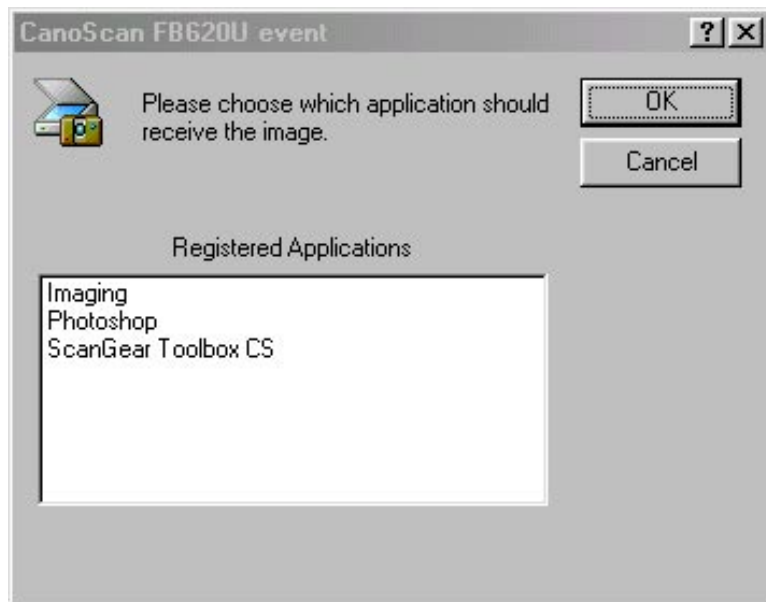 CanoScan FB620U event
Please choose which application should
receive the image.
OK
Cancel
Registered Applications
Imaging
Photoshop
ScanGear Toolbox CS